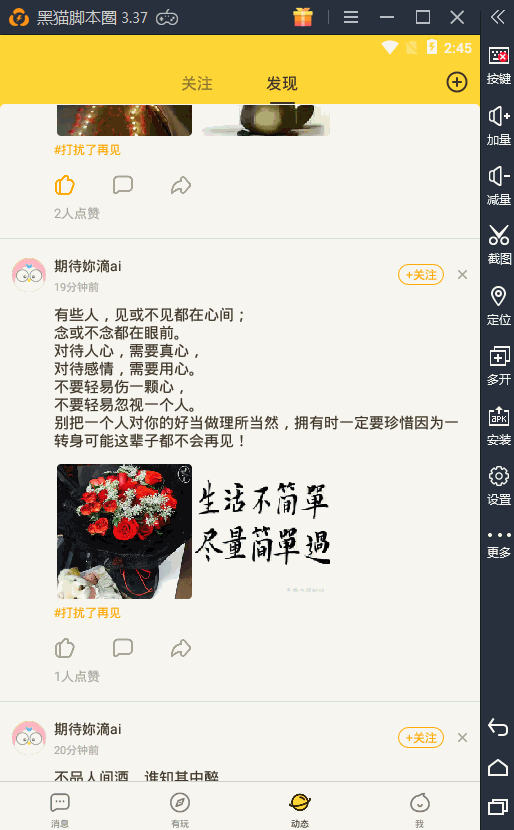 黑猫脚本圈 3.37
2:45
关注
发现
#打扰了再见
2人点赞
期待妳滴ai
19分钟前
+关注
有些人，见或不见都在心间；
念或不念都在眼前。
对待人心，需要真心，
对待感情，需要用心。
不要轻易伤一颗心，
不要轻易忽视一个人。
别把一个人对你的好当做理所当然，拥有时一定要珍惜因为一
转身可能这辈子都不会再见！
生活不简單
尽量简單過
#打扰了再见
1人点赞
期待妳滴ai
20分钟前
+关注
不品人间酒，谁知其中醉
消息
有玩
动态
我
按键
加量
减量
截图
定位
多开
APK
安装
设置
更多